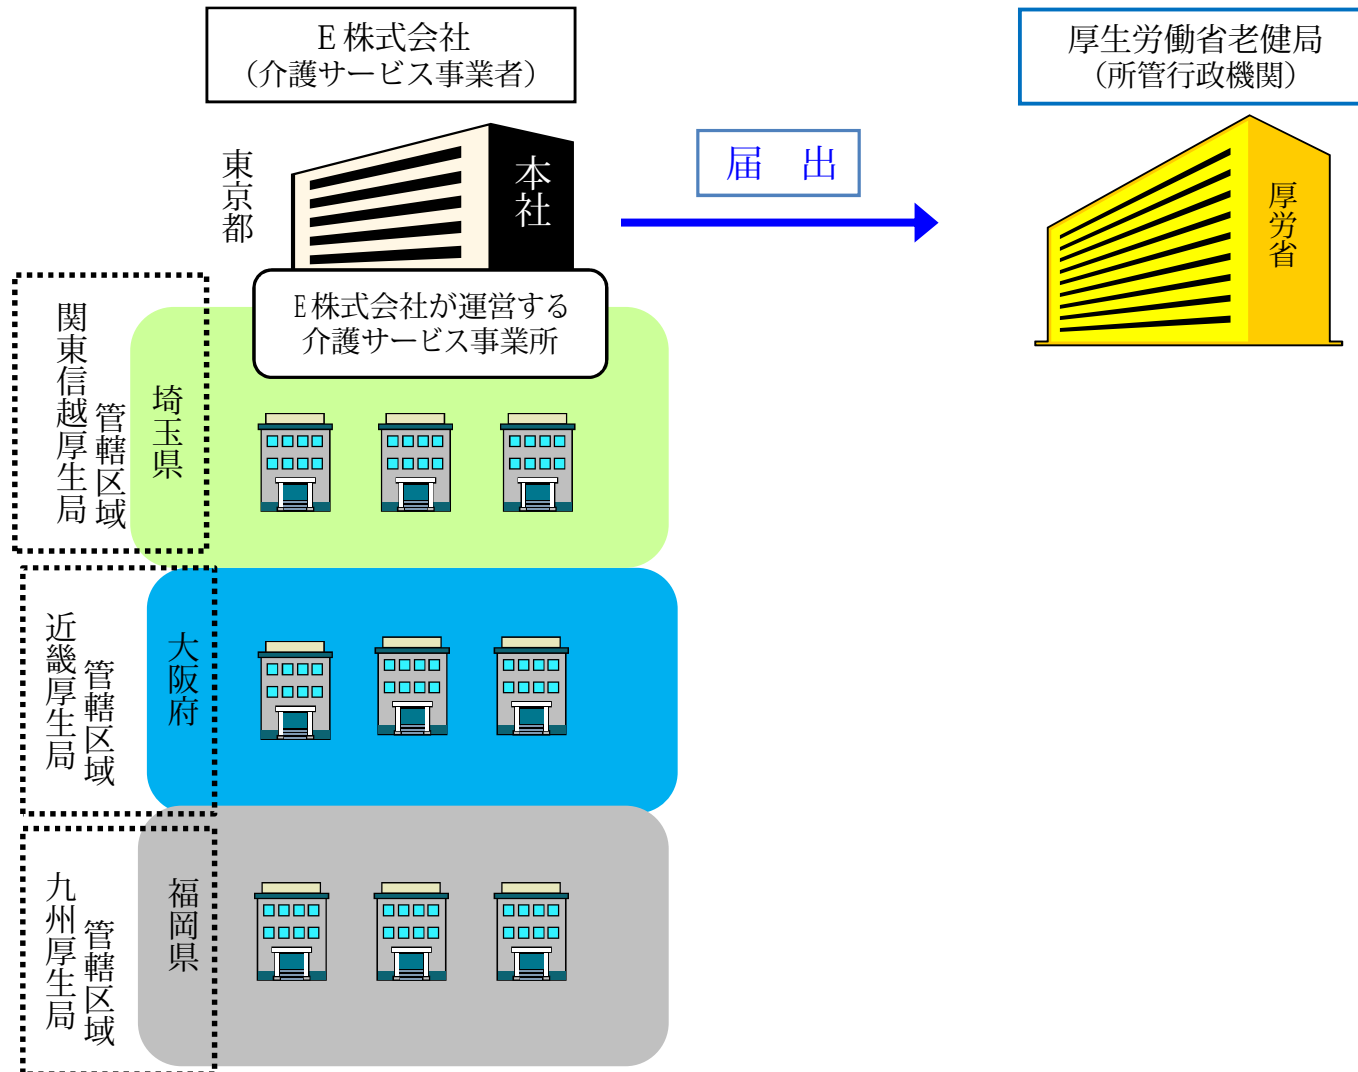 E 株式会社
（介護サービス事業者）
厚生労働省老健局
（所管行政機関）
東京都
本社
届　出
厚労省
E株式会社が運営する
介護サービス事業所
関東信越厚生局
管轄区域
埼玉県
近畿厚生局
管轄区域
大阪府
九州厚生局
管轄区域
福岡県